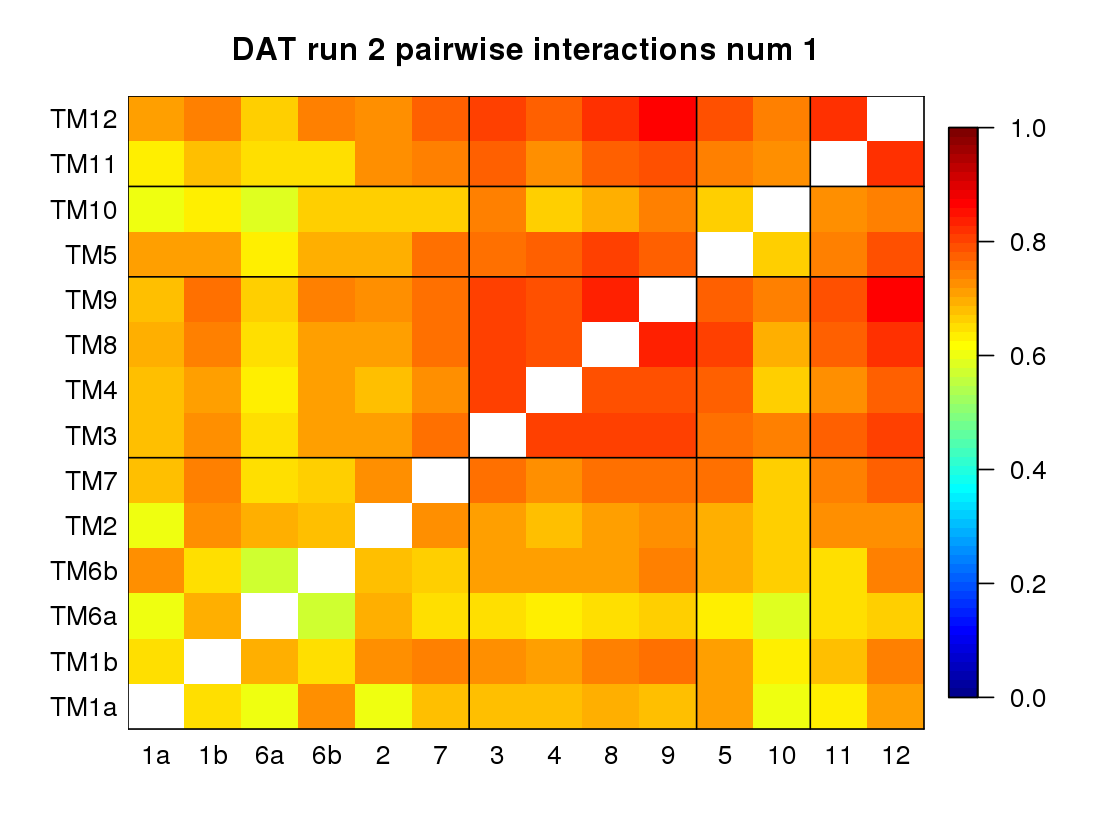 DAT run 2 pairwise interactions num 1
TM12
TM11
TM10
TM5
TM9
TM8
TM4
TM3
TM7
TM2
TM6b
TM6a
TM1b
TM1a
1a 1b 6a 6b 2 7 3 4 8 9 5 10 11 12
1.0
0.8
0.6
0.4
0.2
0.0